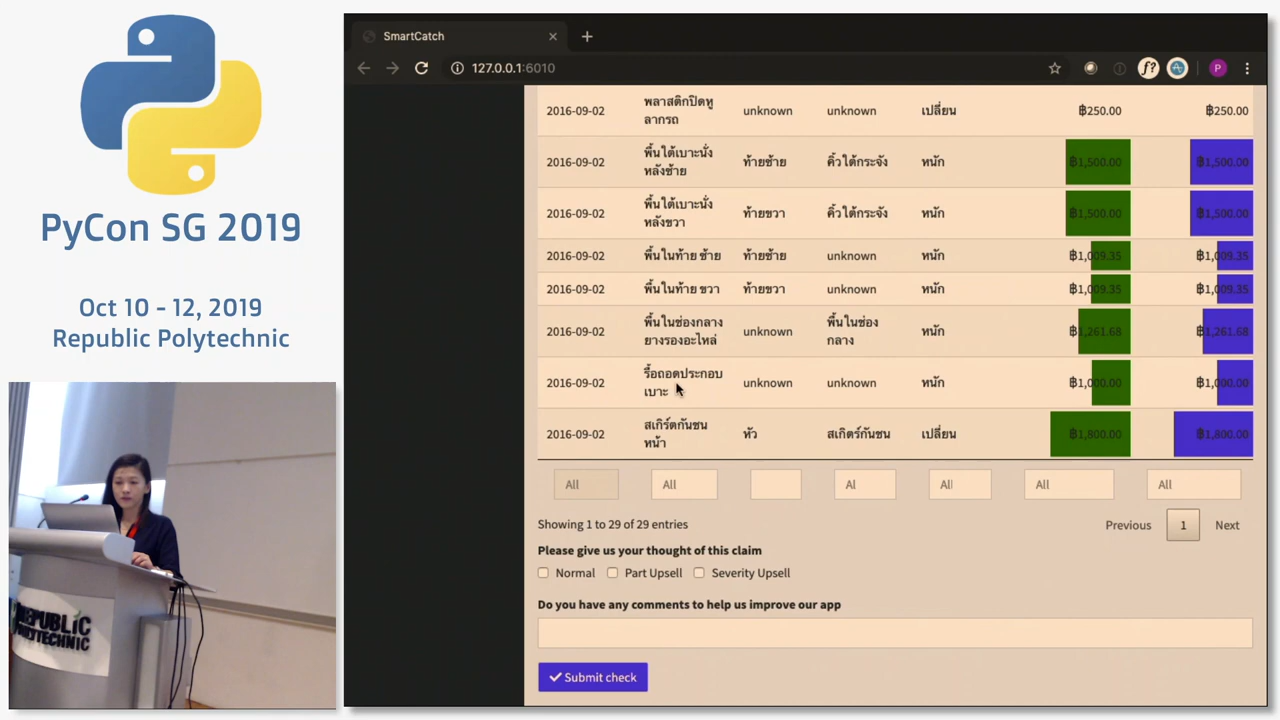 PyCon SG 2019
Oct 10 - 12, 2019
Republic Polytechnic
REPUBLIC
POLYTECHNIC
SmartCatch
127.0.0.1:6010
f?
P
2016-09-02 พลาสติกปิดหู unknown unknown เปลี่ยน ฿250.00 ฿250.00
ลากรถ
2016-09-02 พื้นใต้เบาะนั่ง ท้ายซ้าย คิ้วใต้กระจัง หนัก ฿1,500.00 ฿1,500.00
หลังซ้าย
2016-09-02 พื้นใต้เบาะนั่ง ท้ายขวา คิ้วใต้กระจัง หนัก ฿1,500.00 ฿1,500.00
หลังขวา
2016-09-02 พื้นในท้าย ซ้าย ท้ายซ้าย unknown หนัก ฿1,009.35 ฿1,009.35
2016-09-02 พื้นในท้าย ขวา ท้ายขวา unknown หนัก ฿1,009.35 ฿1,009.35
2016-09-02 พื้นในช่องกลาง unknown พื้นในช่อง หนัก ฿1,261.68 ฿1,261.68
ยางรองอะไหล่ กลาง
2016-09-02 รื้อถอดประกอบ unknown unknown หนัก ฿1,000.00 ฿1,000.00
เบาะ
2016-09-02 สเกิร์ตกันชน หัว สเกิตร์กันชน เปลี่ยน ฿1,800.00 ฿1,800.00
หน้า
All All Al All All All
Showing 1 to 29 of 29 entries Previous 1 Next
Please give us your thought of this claim
Normal Part Upsell Severity Upsell
Do you have any comments to help us improve our app
Submit check